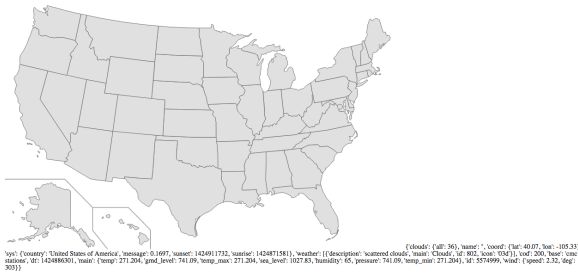 {'clouds': {'all': 36}, 'name': '', 'coord': {'lat': 40.07, 'lon': -105.33},
'sys': {'country': 'United States of America', 'message': 0.1697, 'sunset': 1424911732, 'sunrise': 1424871581}, 'weather': [{'description': 'scattered clouds', 'main': 'Clouds', 'id': 802, 'icon': '03d'}], 'cod': 200, 'base': 'cmc
stations', 'dt': 1424886301, 'main': {'temp': 271.204, 'grnd_level': 741.09, 'temp_max': 271.204, 'sea_level': 1027.83, 'humidity': 65, 'pressure': 741.09, 'temp_min': 271.204}, 'id': 5574999, 'wind': {'speed': 2.32, 'deg':
303}}